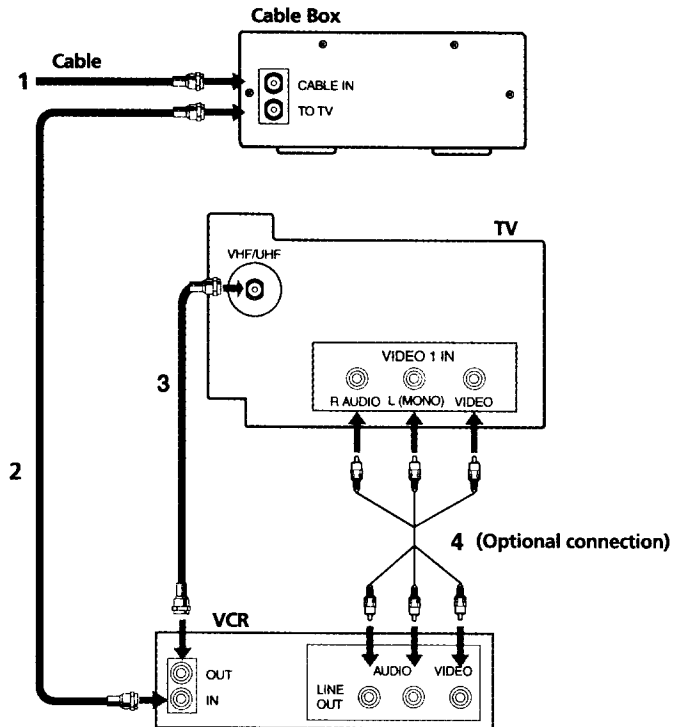 Cable Box
1 Cable
CABLE IN
TO TV
TV
VHF/UHF
VIDEO 1 IN
R AUDIO L (MONO) VIDEO
3
2
4 (Optional connection)
VCR
OUT
IN
AUDIO VIDEO
LINE
OUT